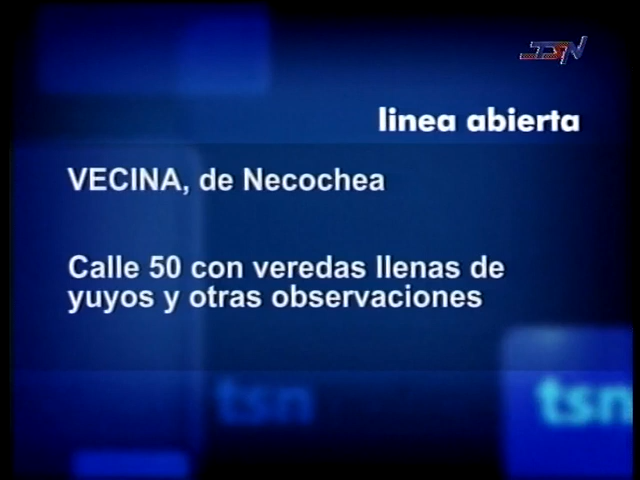 TSN
linea abierta
VECINA, de Necochea
Calle 50 con veredas llenas de
yuyos y otras observaciones
tsn
tsn